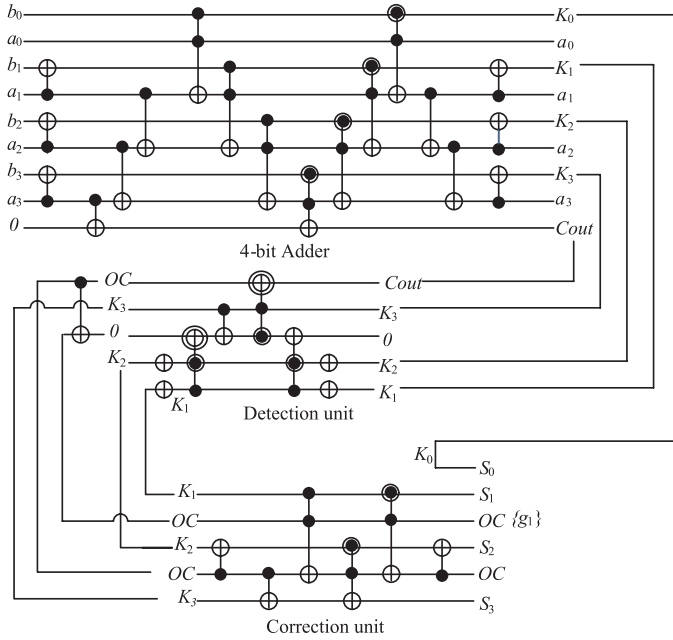 b₀ K₀
a₀ a₀
b₁ K₁
a₁ a₁
b₂ K₂
a₂ a₂
b₃ K₃
a₃ a₃
0 Cout
4-bit Adder
OC Cout
K₃ K₃
0 0
K₂ K₂
K₁ K₁
Detection unit
K₀
S₀
K₁ S₁
OC OC {g₁}
K₂ S₂
OC OC
K₃ S₃
Correction unit